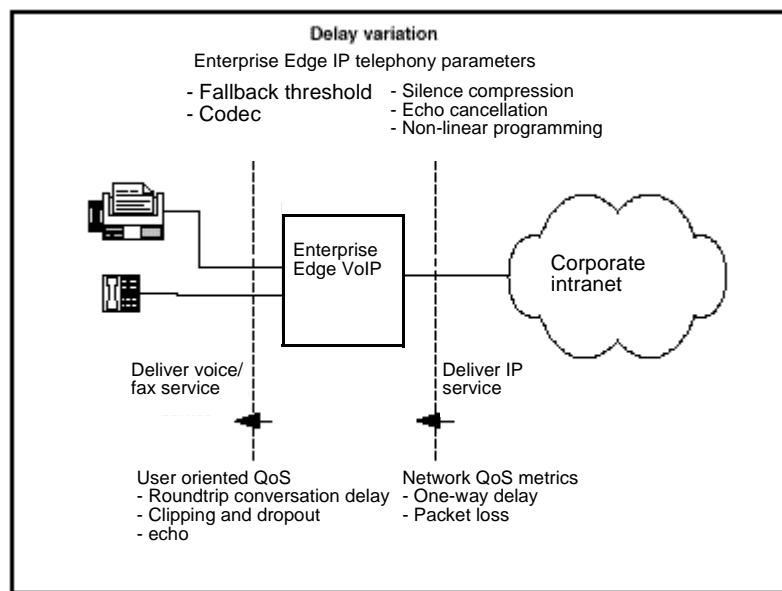 Delay variation
Enterprise Edge IP telephony parameters
- Fallback threshold
- Codec
- Silence compression
- Echo cancellation
- Non-linear programming
Enterprise
Edge VoIP
Corporate
intranet
Deliver voice/
fax service
Deliver IP
service
User oriented QoS
- Roundtrip conversation delay
- Clipping and dropout
- echo
Network QoS metrics
- One-way delay
- Packet loss